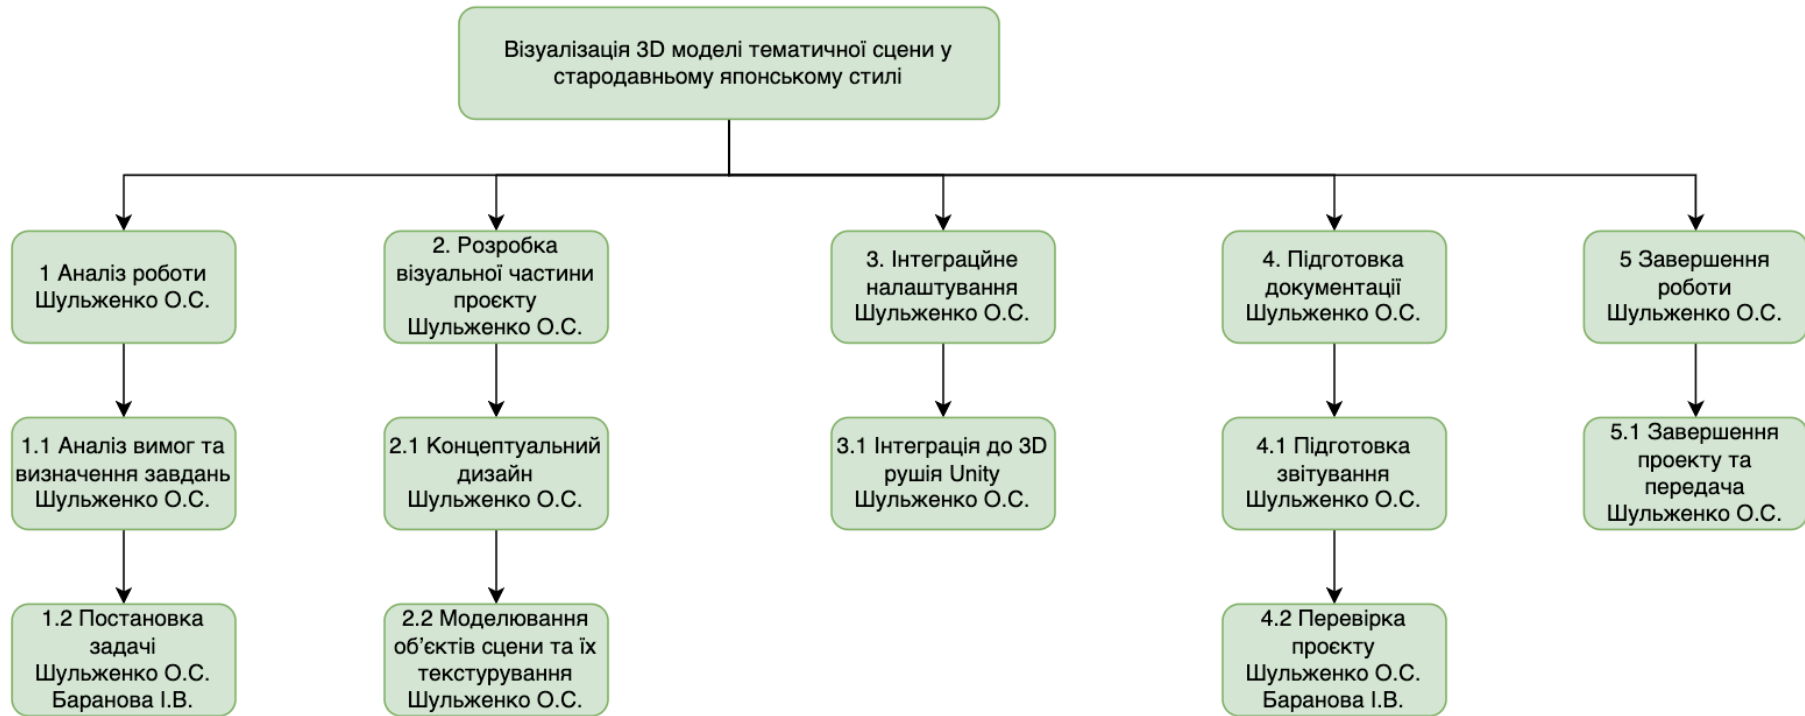 Візуалізація 3D моделі тематичної сцени у
стародавньому японському стилі
1 Аналіз роботи
Шульженко О.С.
2. Розробка
візуальної частини
проєкту
Шульженко О.С.
3. Інтеграційне
налаштування
Шульженко О.С.
4. Підготовка
документації
Шульженко О.С.
5 Завершення
роботи
Шульженко О.С.
1.1 Аналіз вимог та
визначення завдань
Шульженко О.С.
2.1 Концептуальний
дизайн
Шульженко О.С.
3.1 Інтеграція до 3D
рушія Unity
Шульженко О.С.
4.1 Підготовка
звітування
Шульженко О.С.
5.1 Завершення
проекту та
передача
Шульженко О.С.
1.2 Постановка
задачі
Шульженко О.С.
Баранова І.В.
2.2 Моделювання
об'єктів сцени та їх
текстурування
Шульженко О.С.
4.2 Перевірка
проєкту
Шульженко О.С.
Баранова І.В.